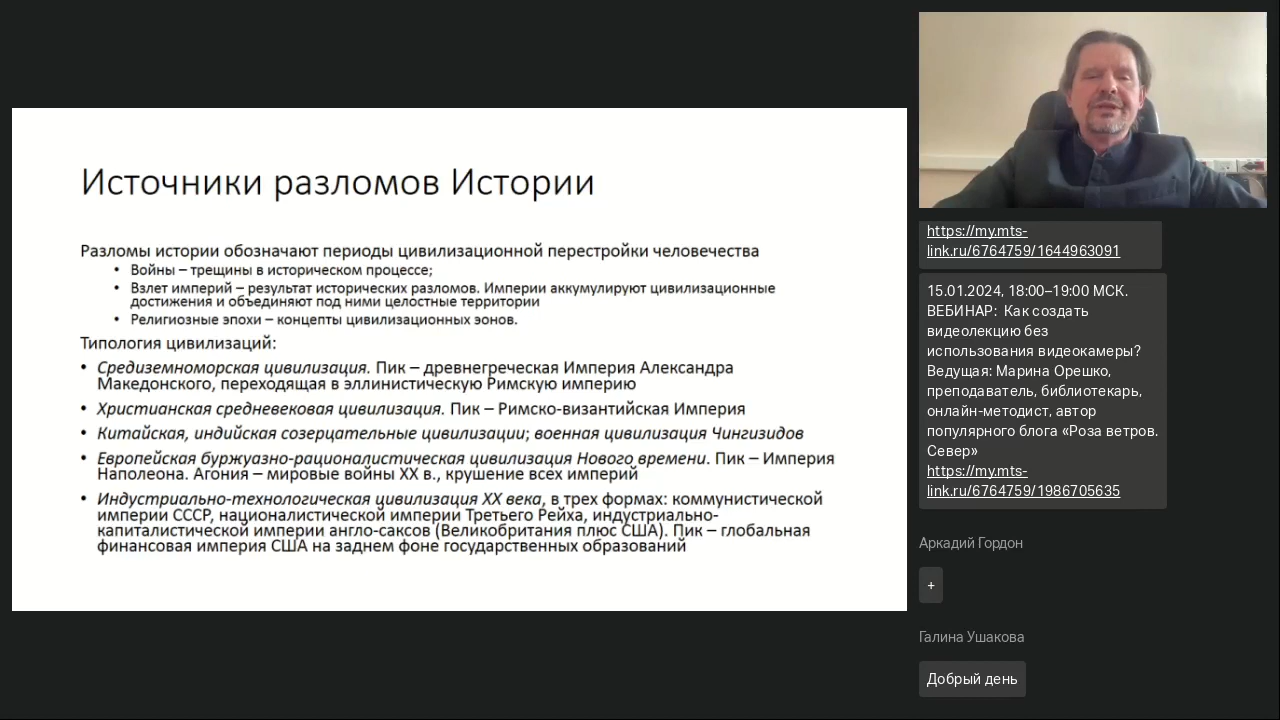 Источники разломов Истории
Разломы истории обозначают периоды цивилизационной перестройки человечества
• Войны – трещины в историческом процессе;
• Взлет империй – результат исторических разломов. Империи аккумулируют цивилизационные
достижения и объединяют под ними целостные территории
• Религиозные эпохи – концепты цивилизационных эонов.
Типология цивилизаций:
• Средиземноморская цивилизация. Пик – древнегреческая Империя Александра
Македонского, переходящая в эллинистическую Римскую империю
• Христианская средневековая цивилизация. Пик – Римско-византийская Империя
• Китайская, индийская созерцательные цивилизации; военная цивилизация Чингизидов
• Европейская буржуазно-рационалистическая цивилизация Нового времени. Пик – Империя
Наполеона. Агония – мировые войны XX в., крушение всех империй
• Индустриально-технологическая цивилизация XX века, в трех формах: коммунистической
империи СССР, националистической империи Третьего Рейха, индустриально-
капиталистической империи англо-саксов (Великобритания плюс США). Пик – глобальная
финансовая империя США на заднем фоне государственных образований
https://my.mts-
link.ru/6764759/1644963091
15.01.2024, 18:00–19:00 МСК.
ВЕБИНАР: Как создать
видеолекцию без
использования видеокамеры?
Ведущая: Марина Орешко,
преподаватель, библиотекарь,
онлайн-методист, автор
популярного блога «Роза ветров.
Север»
https://my.mts-
link.ru/6764759/1986705635
Аркадий Гордон
+
Галина Ушакова
Добрый день